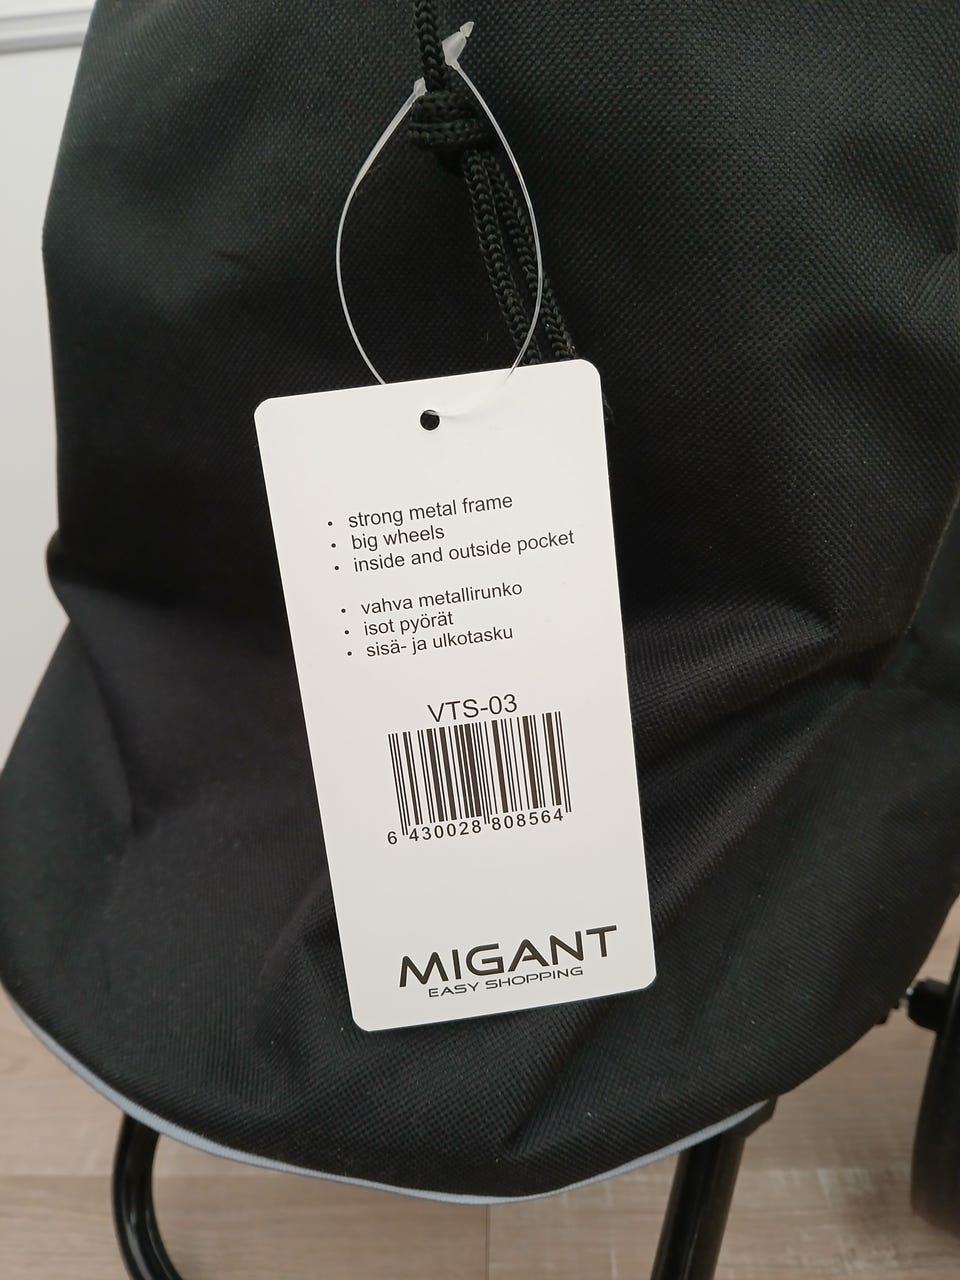 • strong metal frame
• big wheels
• inside and outside pocket
• vahva metallirunko
• isot pyörät
• sisä- ja ulkotasku
VTS-03
6 430028 808564
MIGANT
EASY SHOPPING